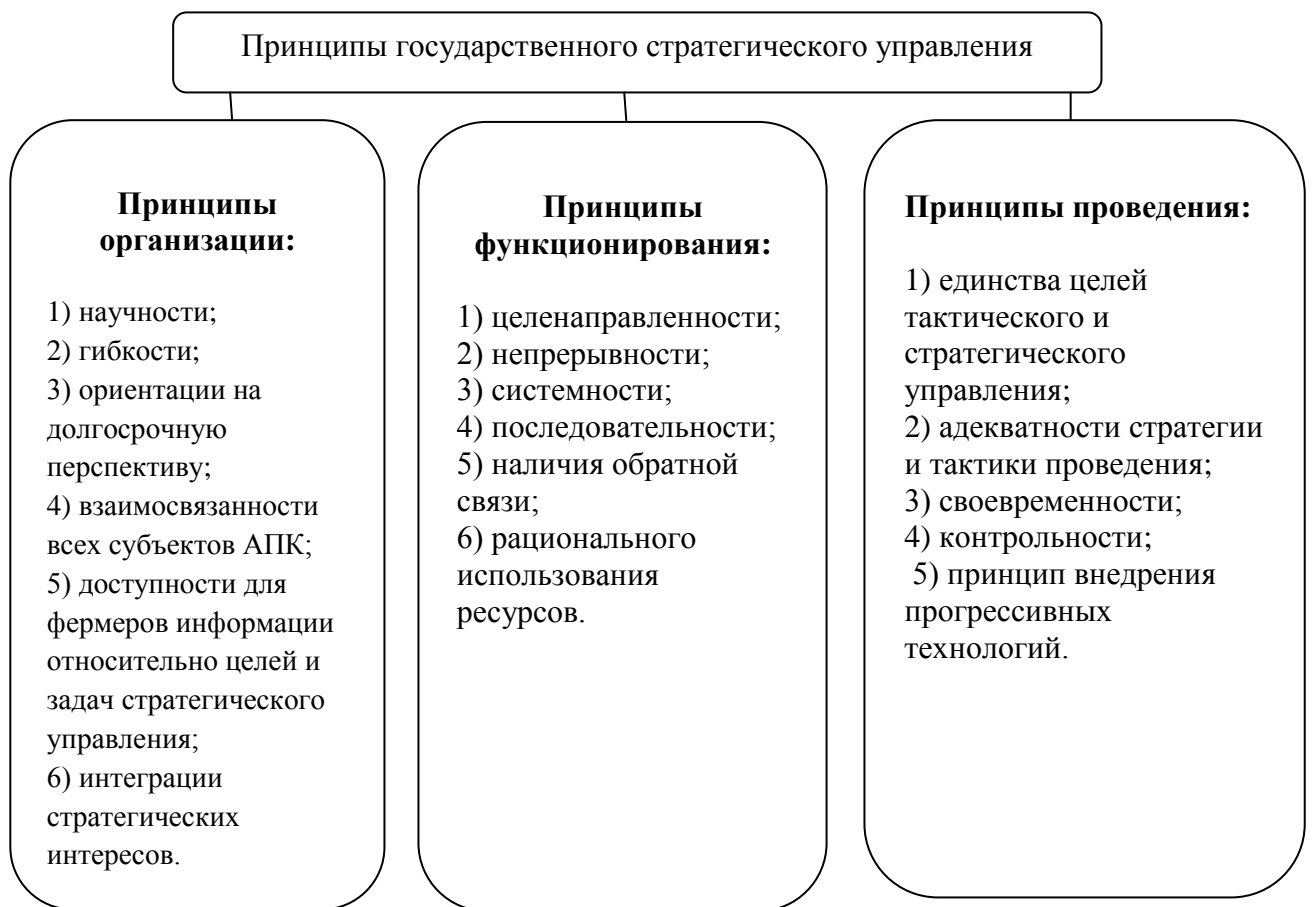 Принципы государственного стратегического управления
Принципы
организации:
1) научности;
2) гибкости;
3) ориентации на
долгосрочную
перспективу;
4) взаимосвязанности
всех субъектов АПК;
5) доступности для
фермеров информации
относительно целей и
задач стратегического
управления;
6) интеграции
стратегических
интересов.
Принципы
функционирования:
1) целенаправленности;
2) непрерывности;
3) системности;
4) последовательности;
5) наличия обратной
связи;
6) рационального
использования
ресурсов.
Принципы проведения:
1) единства целей
тактического и
стратегического
управления;
2) адекватности стратегии
и тактики проведения;
3) своевременности;
4) контрольности;
5) принцип внедрения
прогрессивных
технологий.